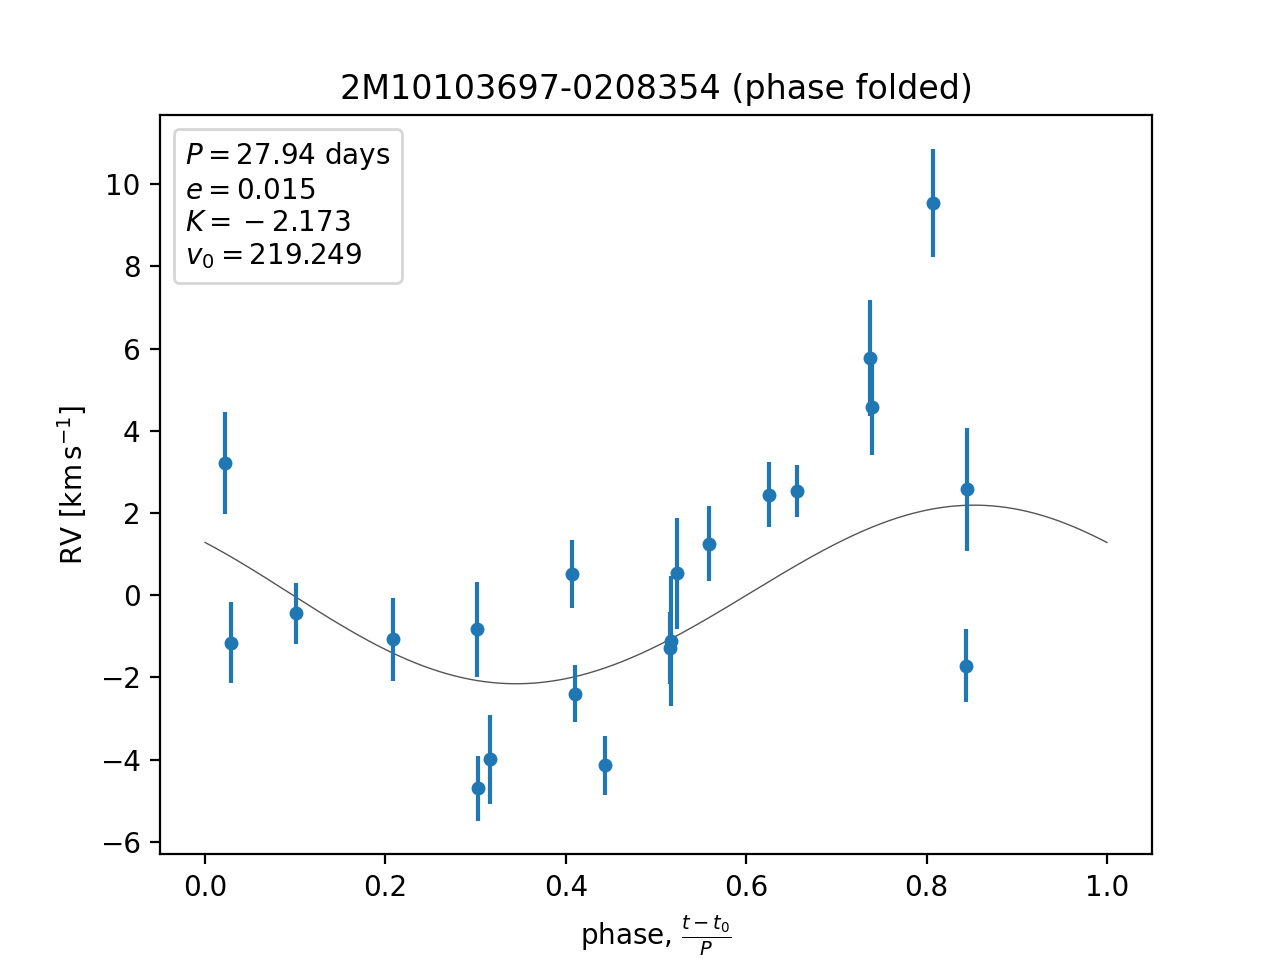 2M10103697-0208354 (phase folded)
P = 27.94 days
e = 0.015
K = −2.173
v₀ = 219.249
10
8
6
4
2
0
−2
−4
−6
RV [km s⁻¹]
0.0 0.2 0.4 0.6 0.8 1.0
phase, (t − t₀)/P